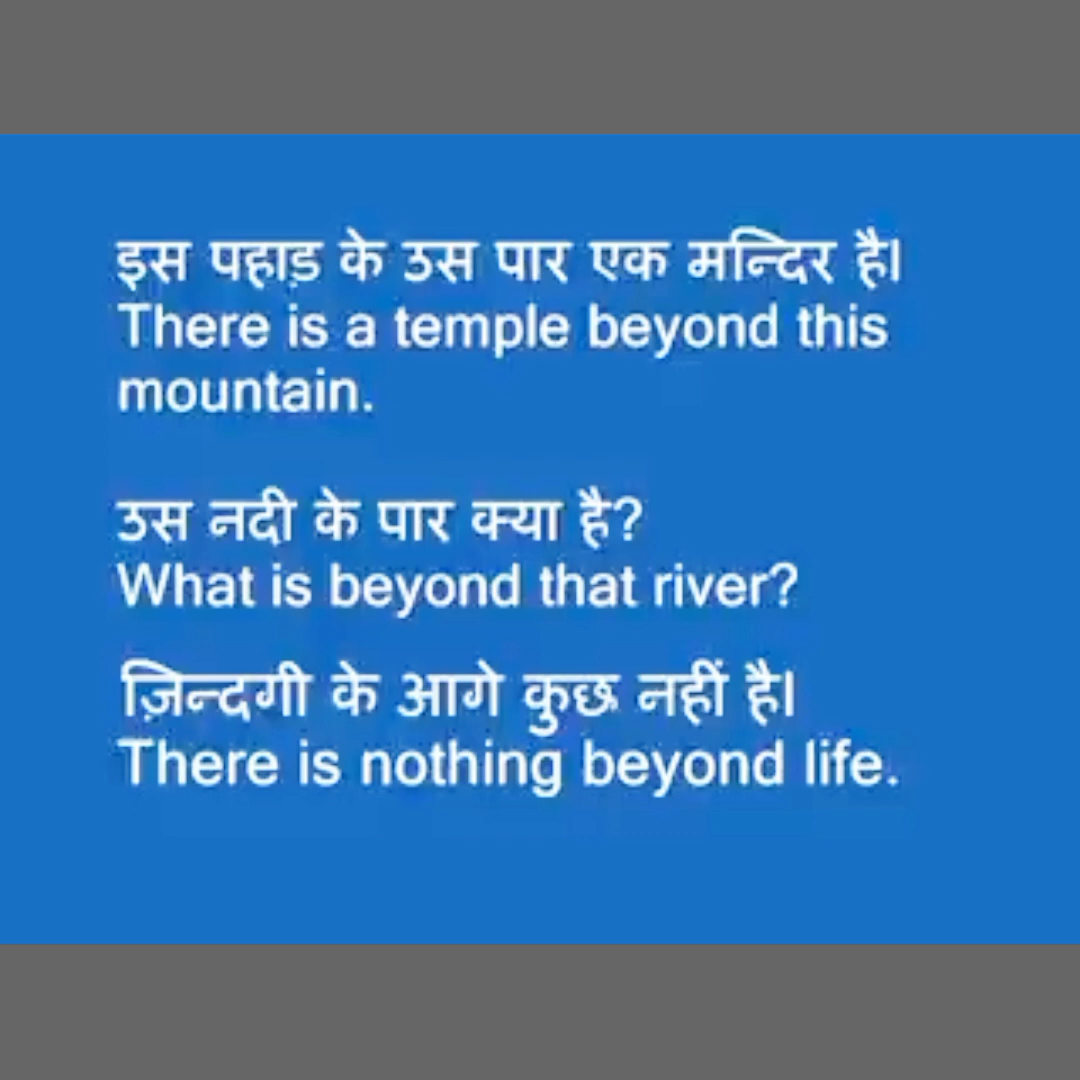 इस पहाड़ के उस पार एक मन्दिर है।
There is a temple beyond this
mountain.
उस नदी के पार क्या है?
What is beyond that river?
ज़िन्दगी के आगे कुछ नहीं है।
There is nothing beyond life.